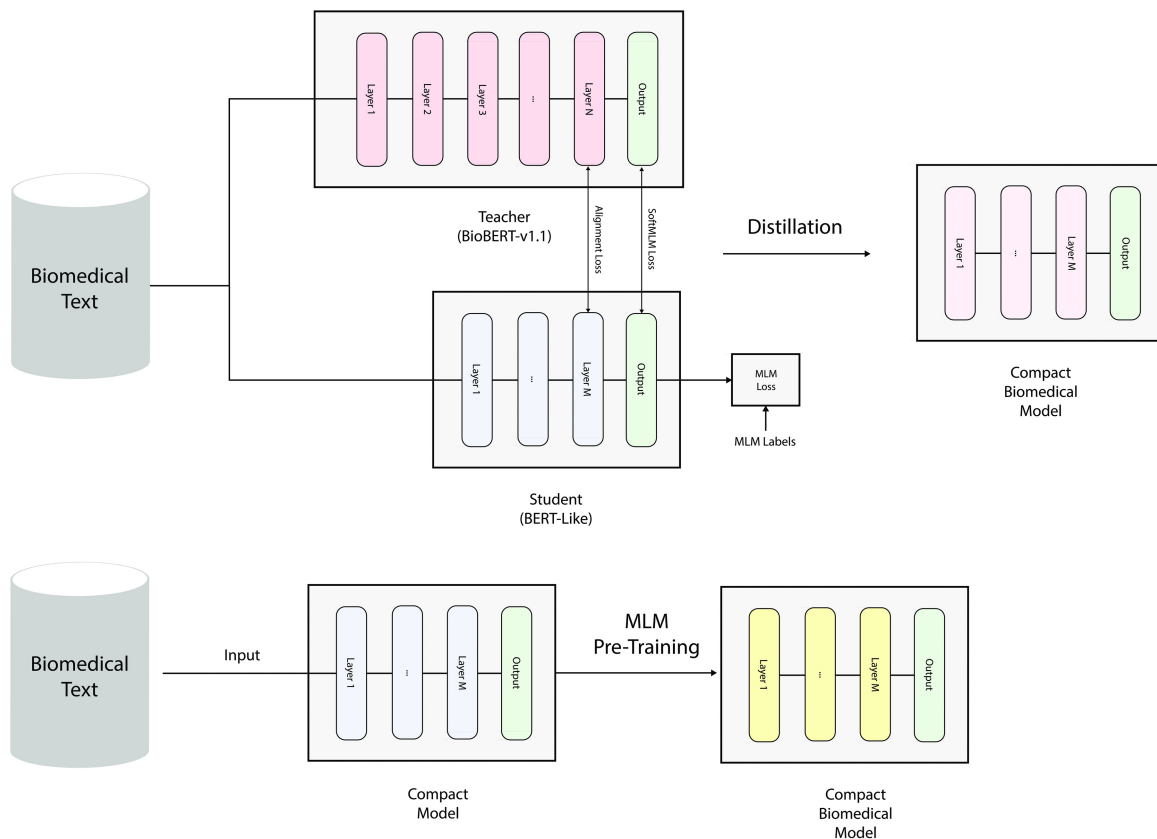 Layer 1
Layer 2
Layer 3
...
Layer N
Output
Teacher
(BioBERT-v1.1)
Alignment Loss
SoftMLM Loss
Biomedical
Text
Layer 1
...
Layer M
Output
Student
(BERT-Like)
MLM
Loss
MLM Labels
Distillation
Layer 1
...
Layer M
Output
Compact
Biomedical
Model
Biomedical
Text
Input
Layer 1
...
Layer M
Output
Compact
Model
MLM
Pre-Training
Layer 1
...
Layer M
Output
Compact
Biomedical
Model